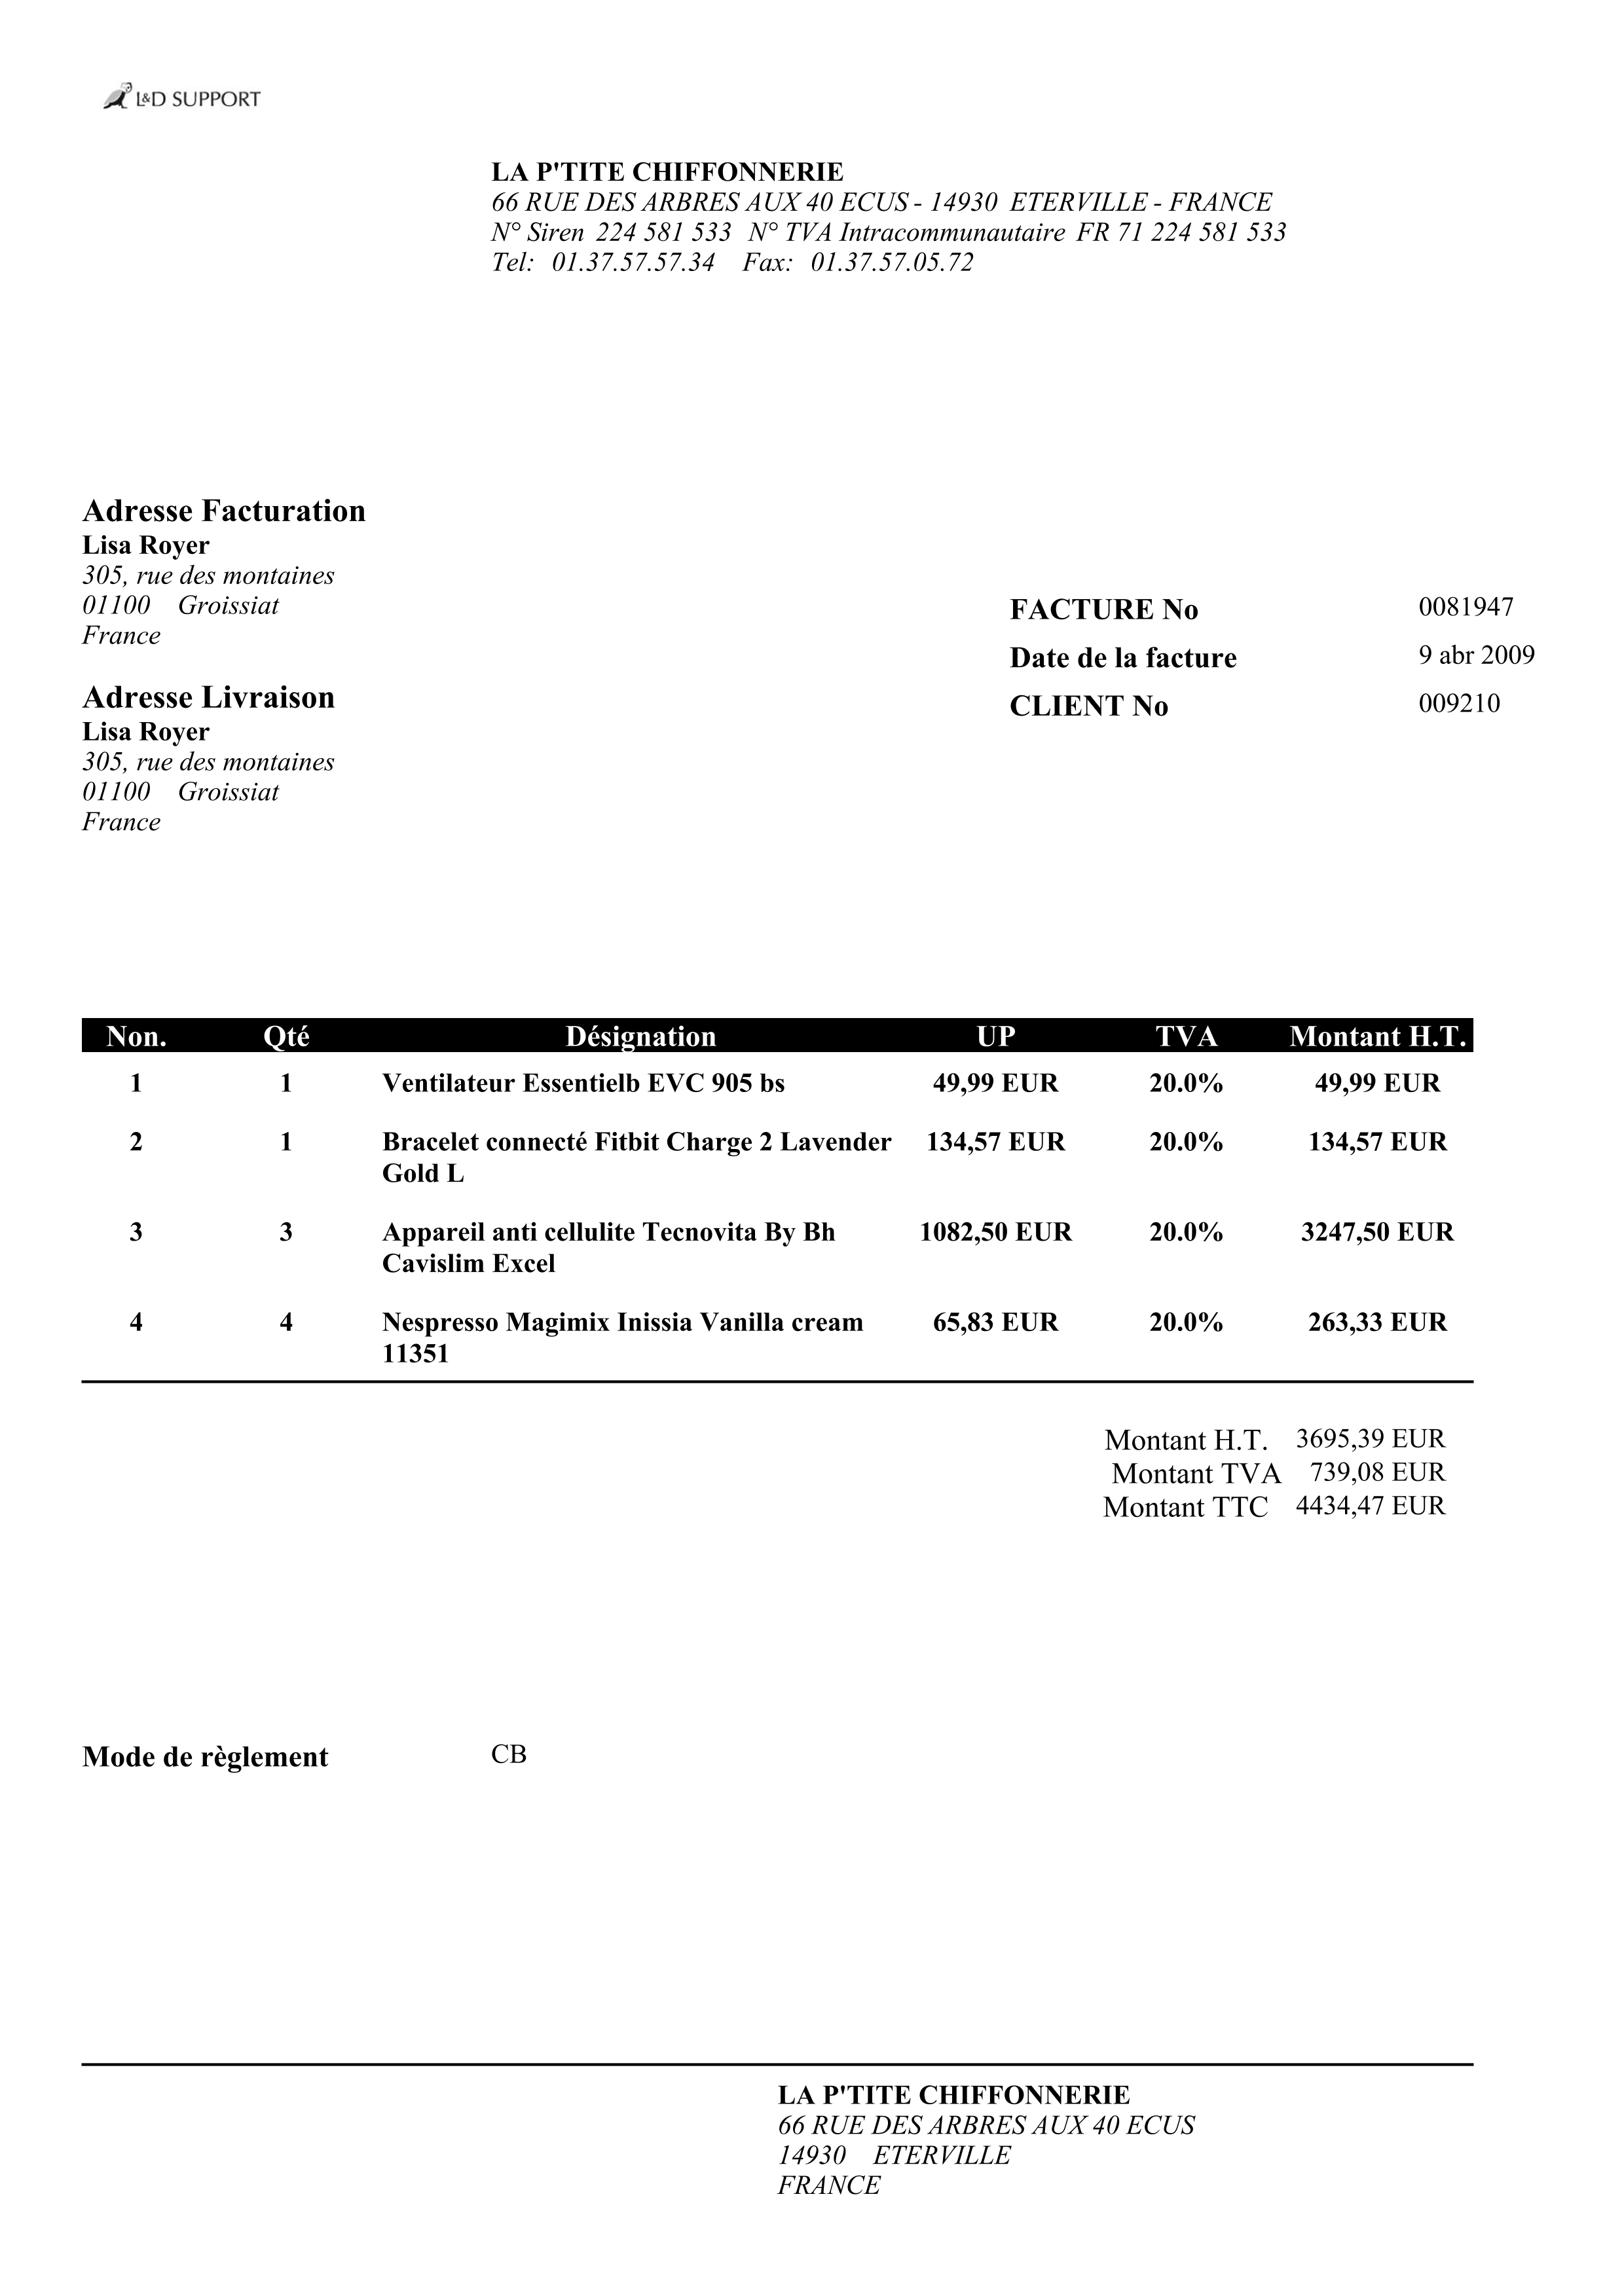 L&D SUPPORT
LA P'TITE CHIFFONNERIE
66 RUE DES ARBRES AUX 40 ECUS - 14930 ETERVILLE - FRANCE
N° Siren 224 581 533 N° TVA Intracommunautaire FR 71 224 581 533
Tel: 01.37.57.57.34 Fax: 01.37.57.05.72
Adresse Facturation
Lisa Royer
305, rue des montaines
01100 Groissiat
France
FACTURE No 0081947
Date de la facture 9 abr 2009
CLIENT No 009210
Adresse Livraison
Lisa Royer
305, rue des montaines
01100 Groissiat
France
Non. Qté Désignation UP TVA Montant H.T.
1 1 Ventilateur Essentielb EVC 905 bs 49,99 EUR 20.0% 49,99 EUR
2 1 Bracelet connecté Fitbit Charge 2 Lavender 134,57 EUR 20.0% 134,57 EUR
Gold L
3 3 Appareil anti cellulite Tecnovita By Bh 1082,50 EUR 20.0% 3247,50 EUR
Cavislim Excel
4 4 Nespresso Magimix Inissia Vanilla cream 65,83 EUR 20.0% 263,33 EUR
11351
Montant H.T. 3695,39 EUR
Montant TVA 739,08 EUR
Montant TTC 4434,47 EUR
Mode de règlement CB
LA P'TITE CHIFFONNERIE
66 RUE DES ARBRES AUX 40 ECUS
14930 ETERVILLE
FRANCE